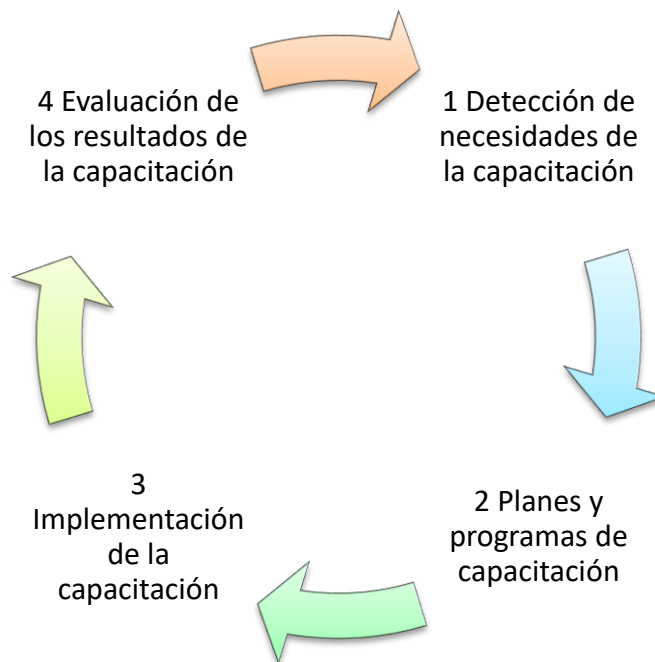 4 Evaluación de
los resultados de
la capacitación
1 Detección de
necesidades de
la capacitación
3
Implementación
de la
capacitación
2 Planes y
programas de
capacitación